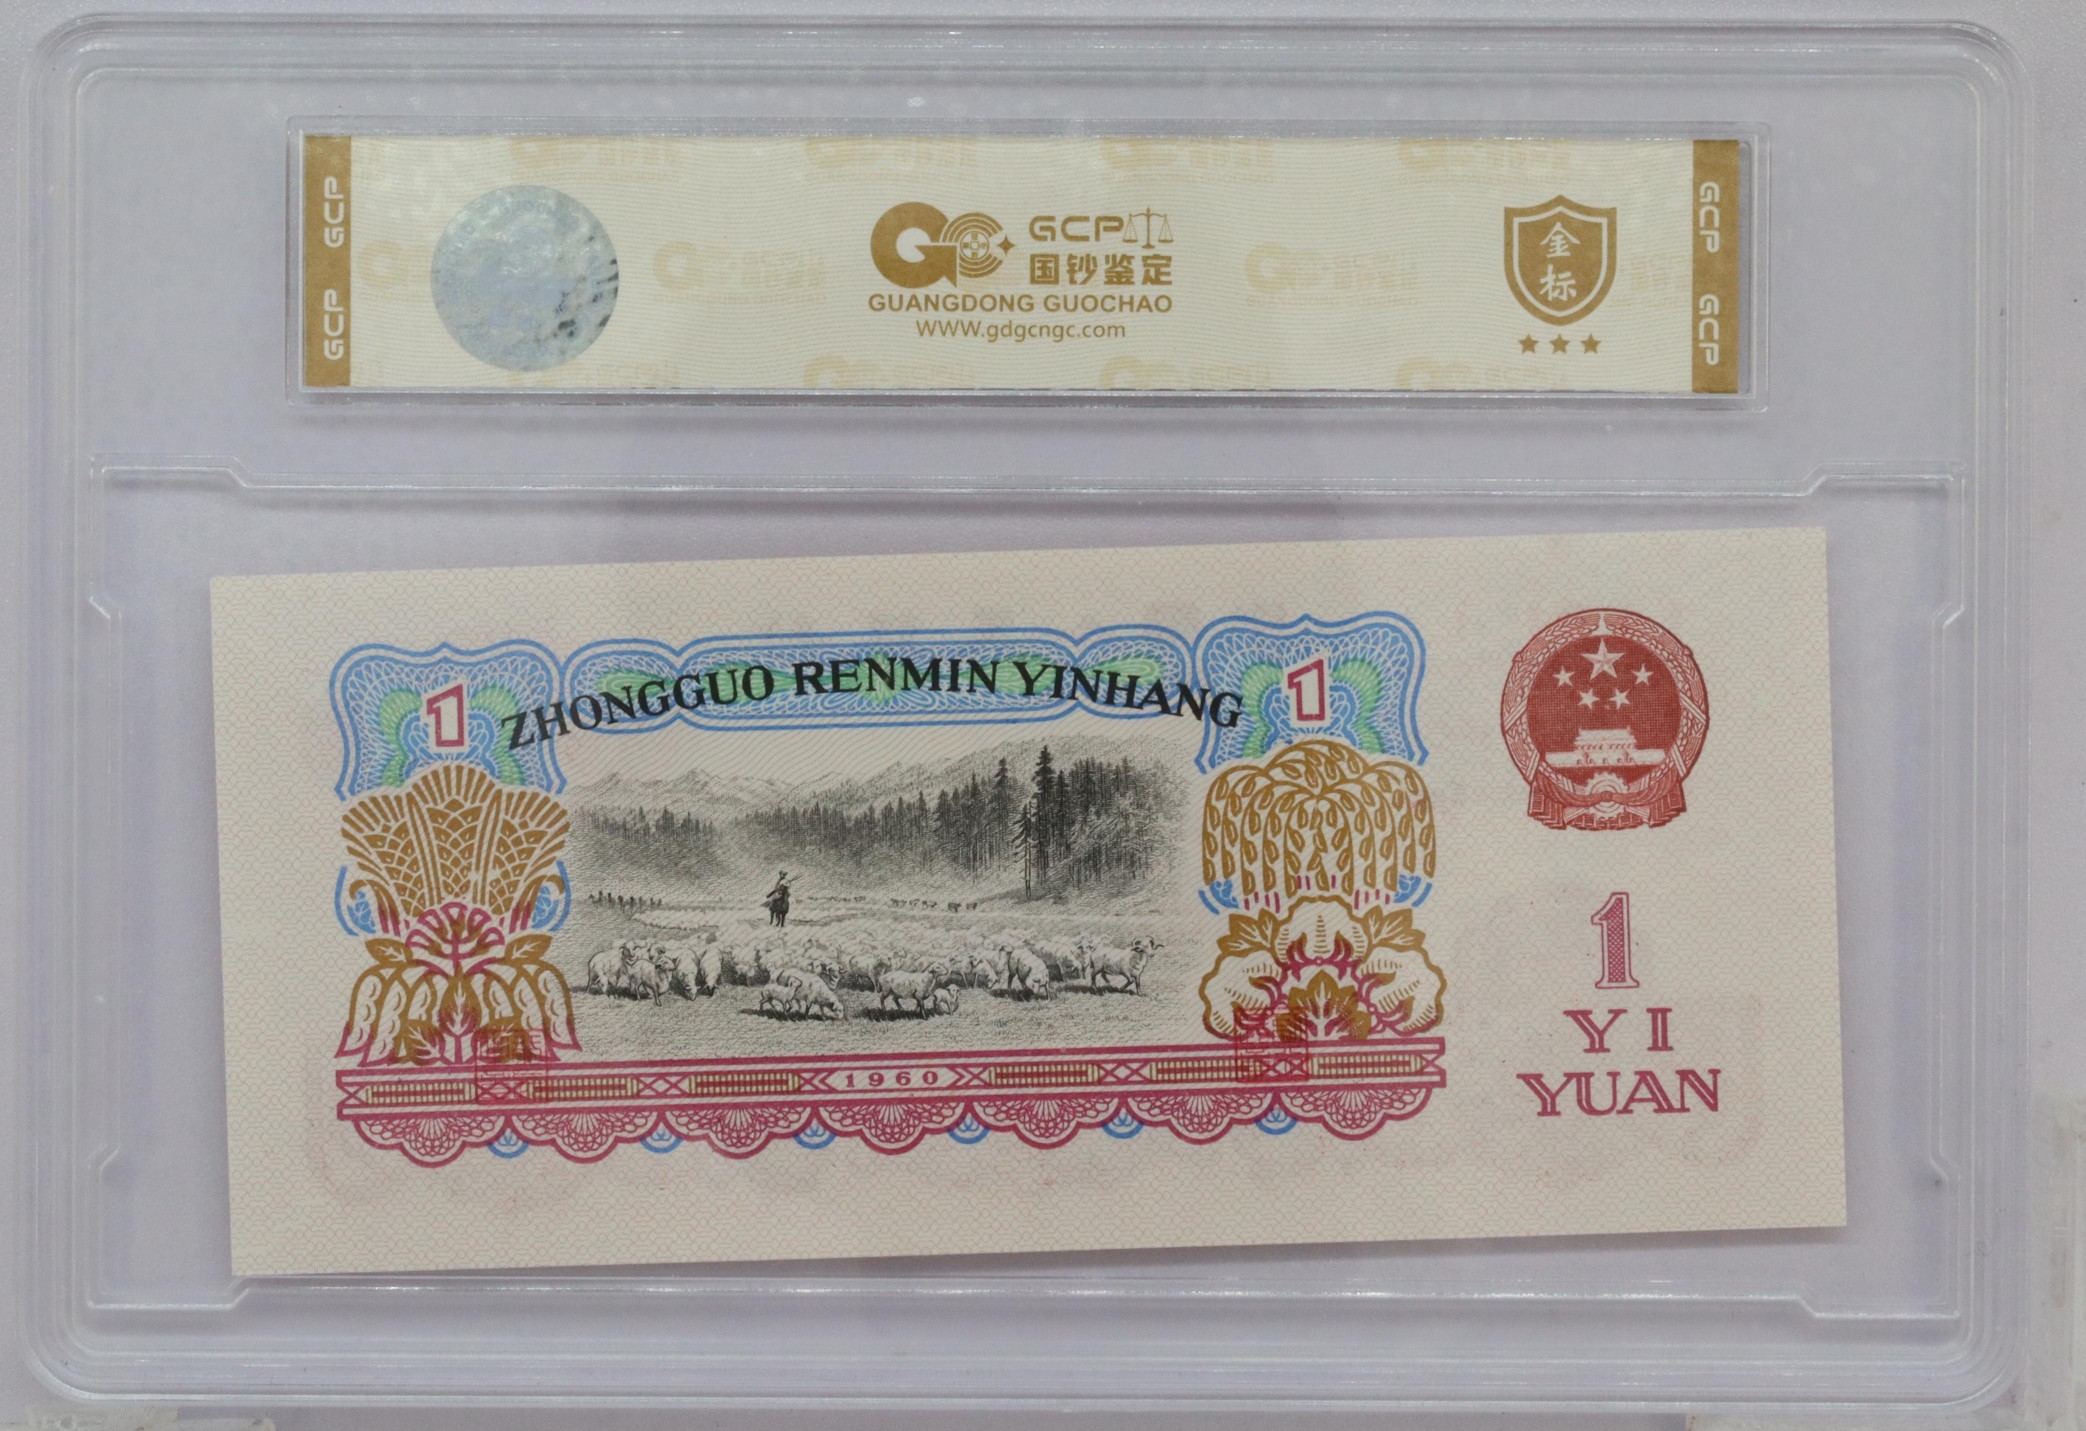 GCP
GCP
GCP
国钞鉴定
GUANGDONG GUOCHAO
WWW.gdgcngc.com
金
标
GCP
GCP
ZHONGGUO RENMIN YINHANG
1
1
1960
1
YI
YUAN